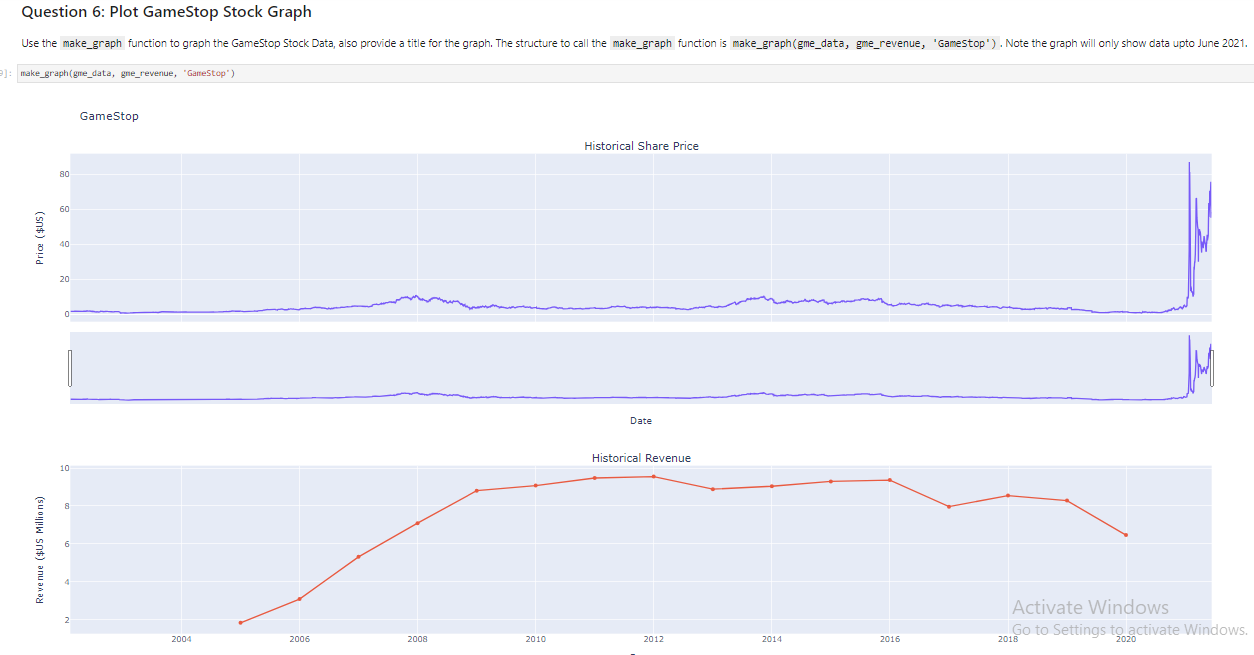 Question 6: Plot GameStop Stock Graph
Use the make_graph function to graph the GameStop Stock Data, also provide a title for the graph. The structure to call the make_graph function is make_graph(gme_data, gme_revenue, 'GameStop'). Note the graph will only show data upto June 2021.
]: make_graph(gme_data, gme_revenue, 'GameStop')
GameStop
Historical Share Price
Price ($US)
80
60
40
20
0
Date
Historical Revenue
Revenue ($US Millions)
10
8
6
4
2
2004 2006 2008 2010 2012 2014 2016 2018 2020
Activate Windows
Go to Settings to activate Windows.